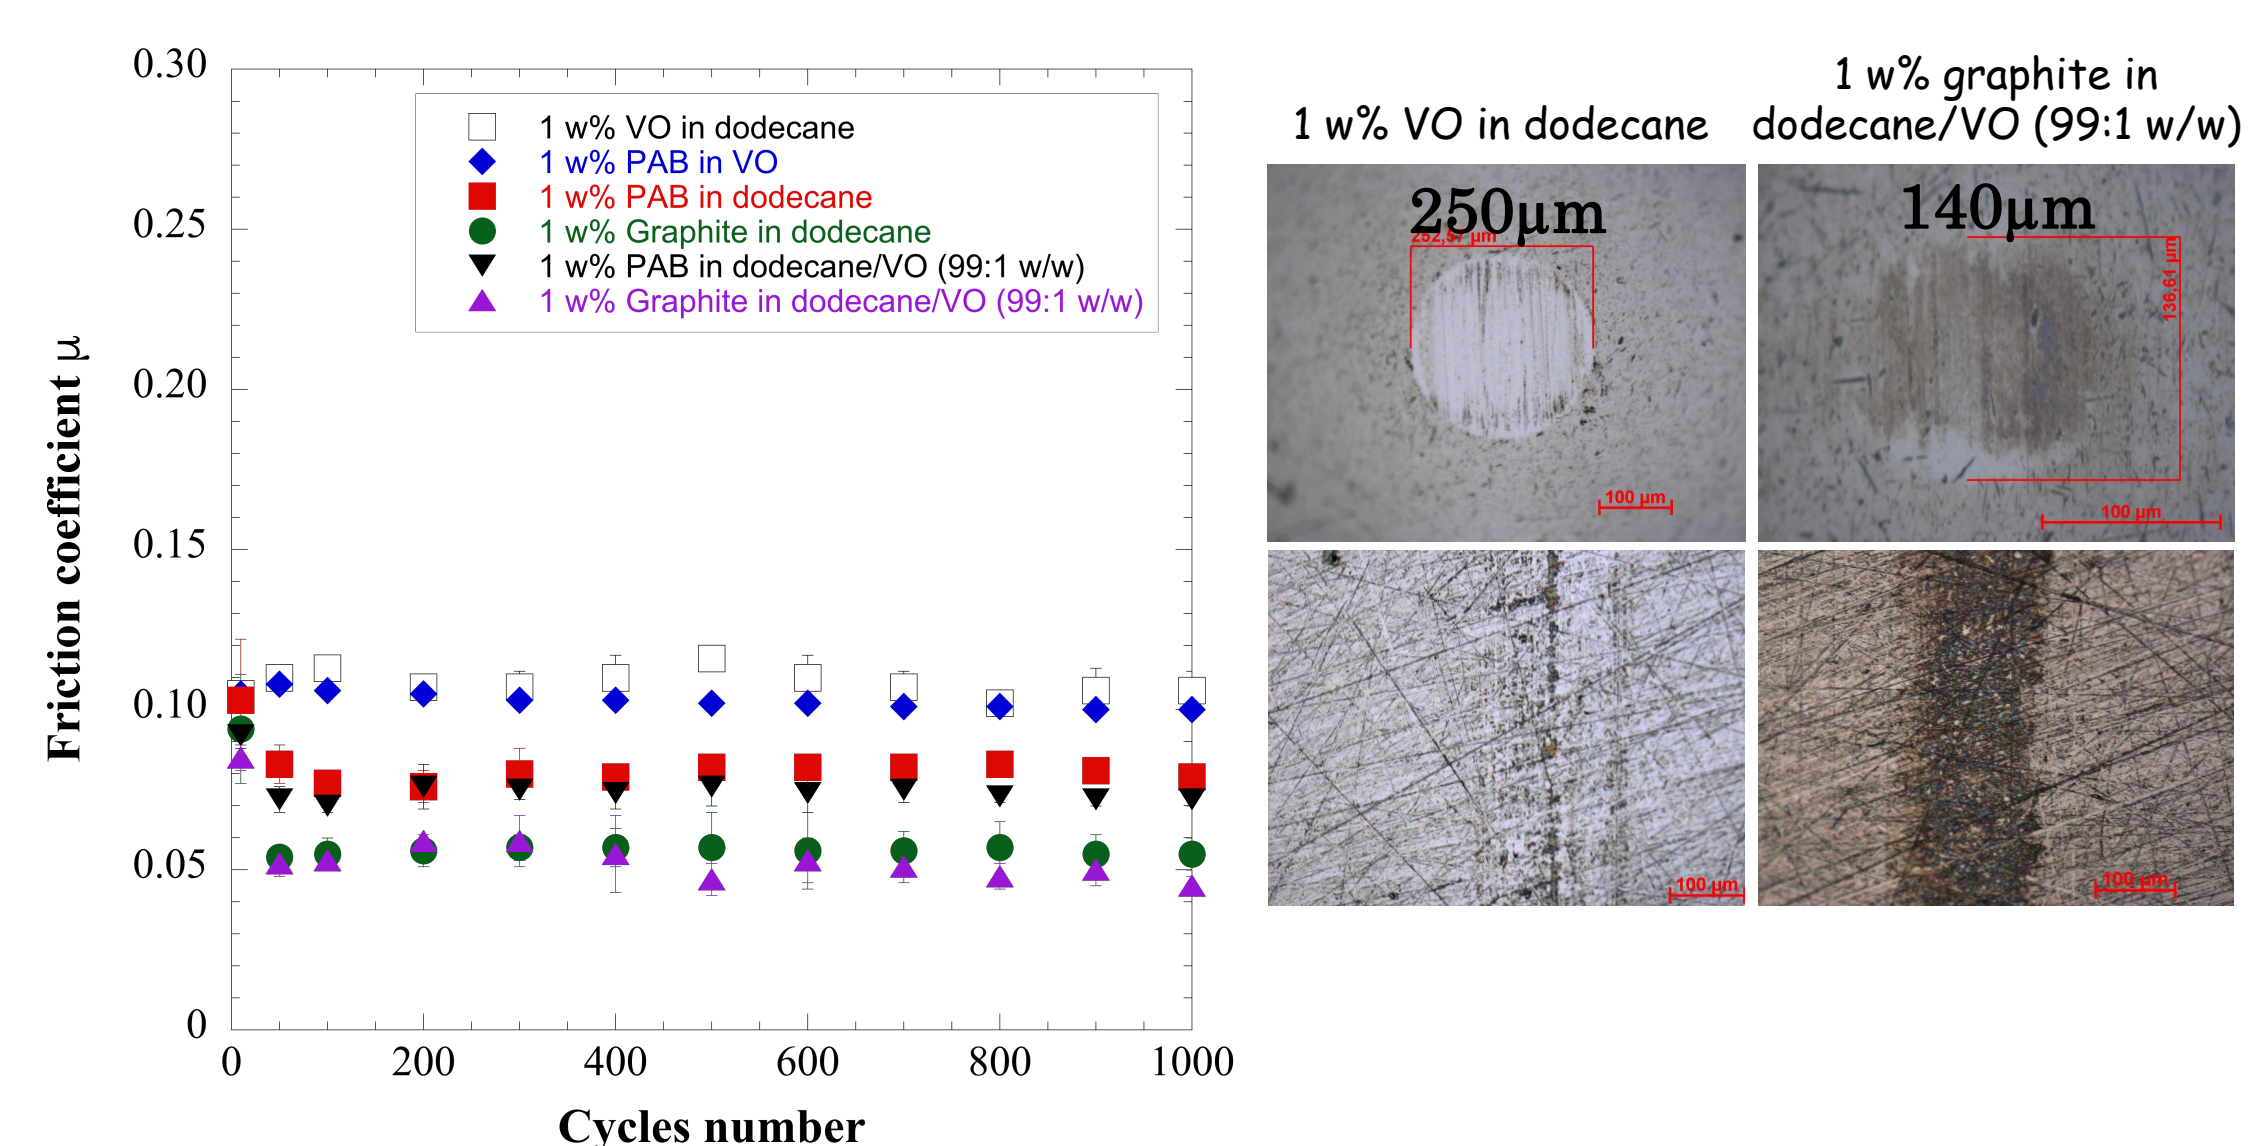 0.30
0.25
0.20
0.15
0.10
0.05
0
Friction coefficient μ
0 200 400 600 800 1000
Cycles number
1 w% VO in dodecane
1 w% PAB in VO
1 w% PAB in dodecane
1 w% Graphite in dodecane
1 w% PAB in dodecane/VO (99:1 w/w)
1 w% Graphite in dodecane/VO (99:1 w/w)
1 w% VO in dodecane
1 w% graphite in
dodecane/VO (99:1 w/w)
250μm
252,57 μm
100 μm
140μm
136,61 μm
100 μm
100 μm
100 μm